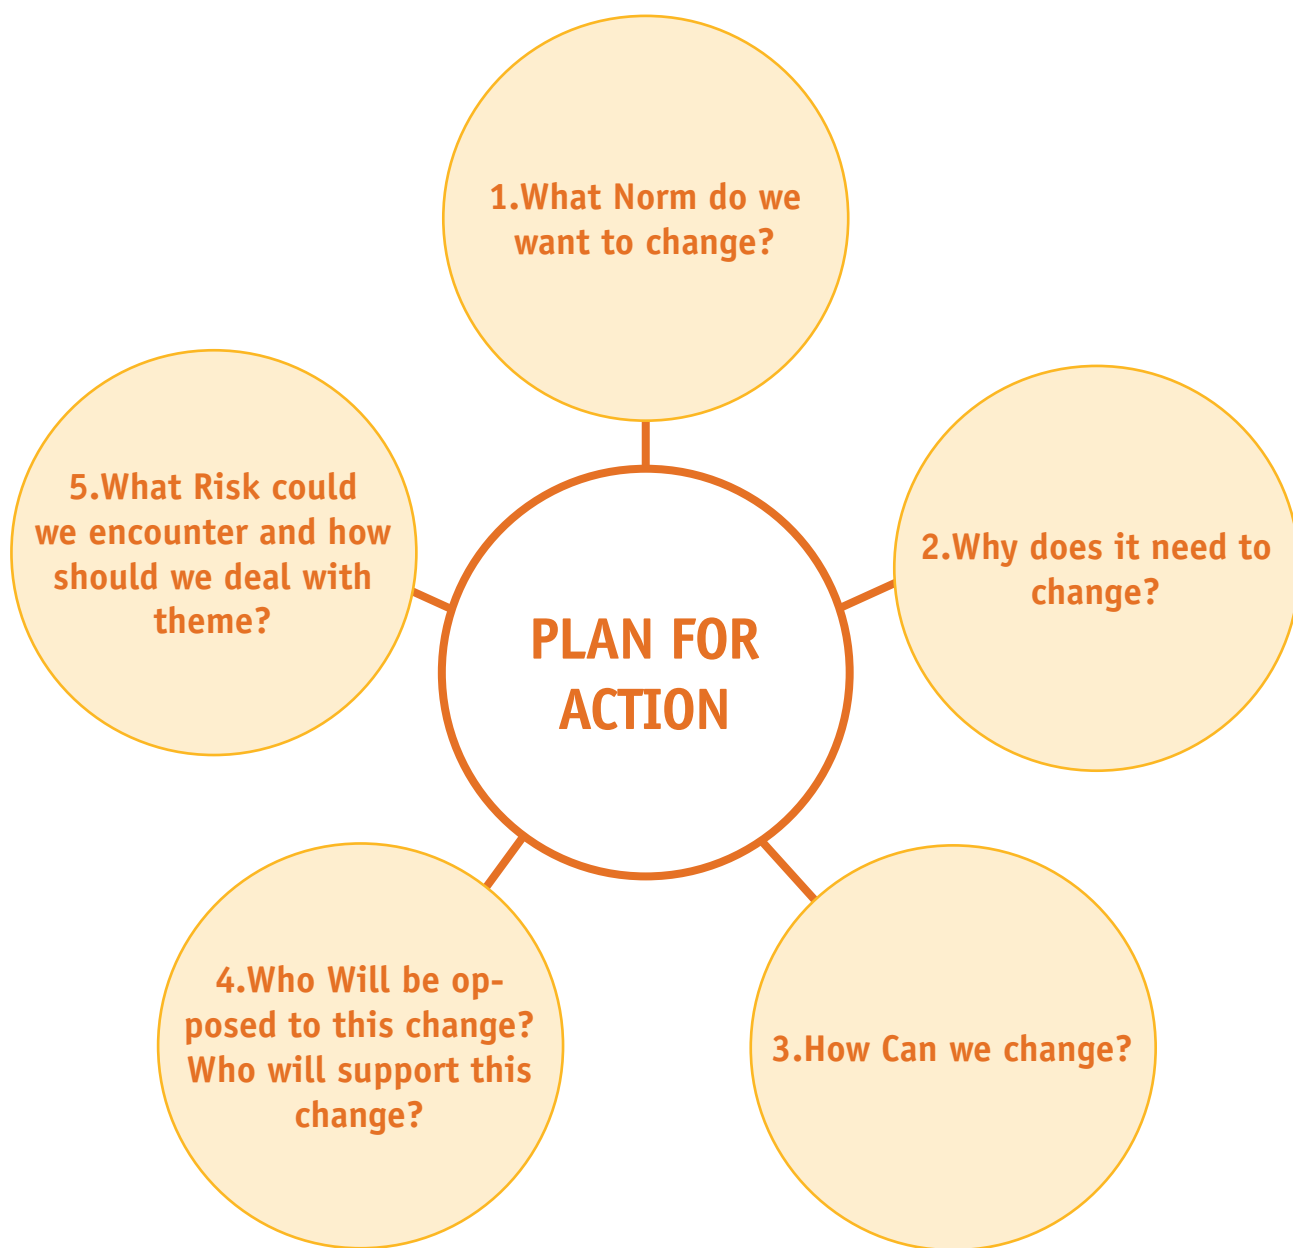 1.What Norm do we
want to change?
2.Why does it need to
change?
3.How Can we change?
4.Who Will be op-
posed to this change?
Who will support this
change?
5.What Risk could
we encounter and how
should we deal with
theme?
PLAN FOR
ACTION